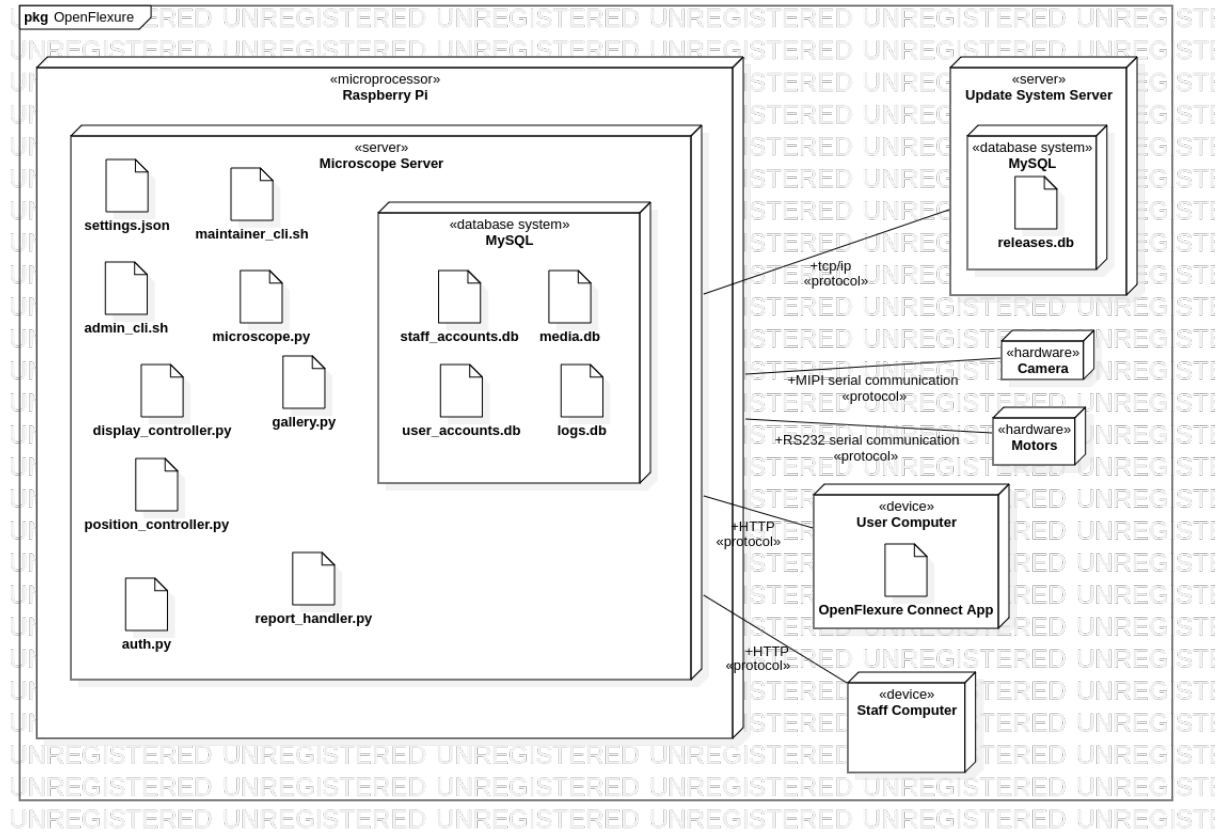 pkg OpenFlexure
«microprocessor»
Raspberry Pi
«server»
Microscope Server
settings.json
maintainer_cli.sh
admin_cli.sh
microscope.py
display_controller.py
gallery.py
position_controller.py
report_handler.py
auth.py
«database system»
MySQL
staff_accounts.db
media.db
user_accounts.db
logs.db
«server»
Update System Server
«database system»
MySQL
releases.db
+tcp/ip
«protocol»
«hardware»
Camera
+MIPI serial communication
«protocol»
«hardware»
Motors
+RS232 serial communication
«protocol»
«device»
User Computer
OpenFlexure Connect App
+HTTP
«protocol»
+HTTP
«protocol»
«device»
Staff Computer
UNREGISTERED UNREGISTERED UNREGISTERED UNREGISTERED UNREGISTERED